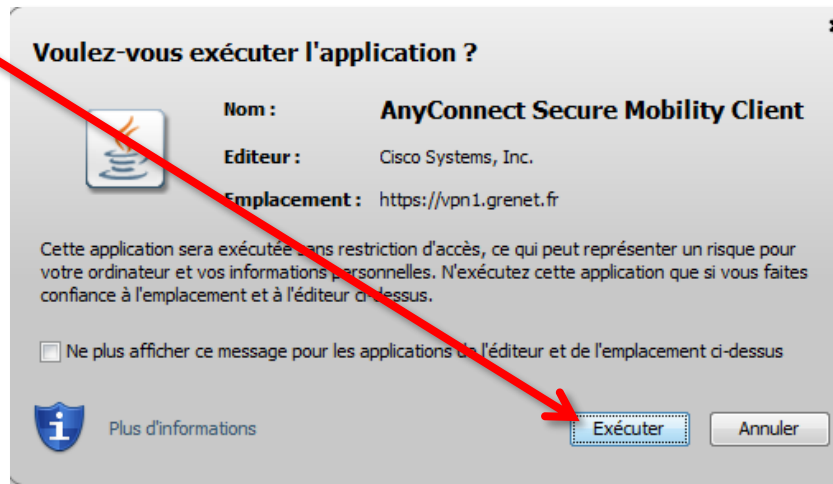 Voulez-vous exécuter l'application ?
Nom : AnyConnect Secure Mobility Client
Editeur : Cisco Systems, Inc.
Emplacement : https://vpn1.grenet.fr
Cette application sera exécutée sans restriction d'accès, ce qui peut représenter un risque pour
votre ordinateur et vos informations personnelles. N'exécutez cette application que si vous faites
confiance à l'emplacement et à l'éditeur ci-dessus.
Ne plus afficher ce message pour les applications de l'éditeur et de l'emplacement ci-dessus
Plus d'informations
Exécuter Annuler